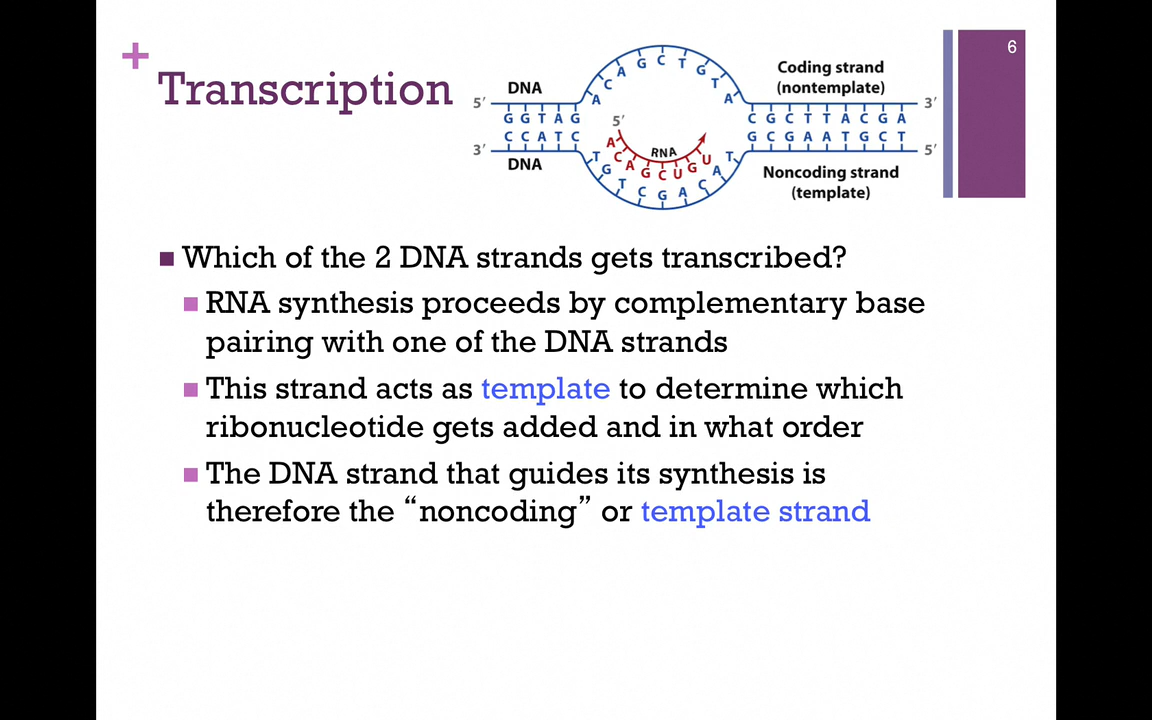 6
+
Transcription
DNA
5′
A C A G C T G T A
Coding strand
(nontemplate)
3′
G G T A G
C G C T T A C G A
C C A T C
G C G A A T G C T
3′
DNA
5′
A C A G C U G U
RNA
T G T C G A C A T
5′
Noncoding strand
(template)
Which of the 2 DNA strands gets transcribed?
RNA synthesis proceeds by complementary base
pairing with one of the DNA strands
This strand acts as template to determine which
ribonucleotide gets added and in what order
The DNA strand that guides its synthesis is
therefore the “noncoding” or template strand